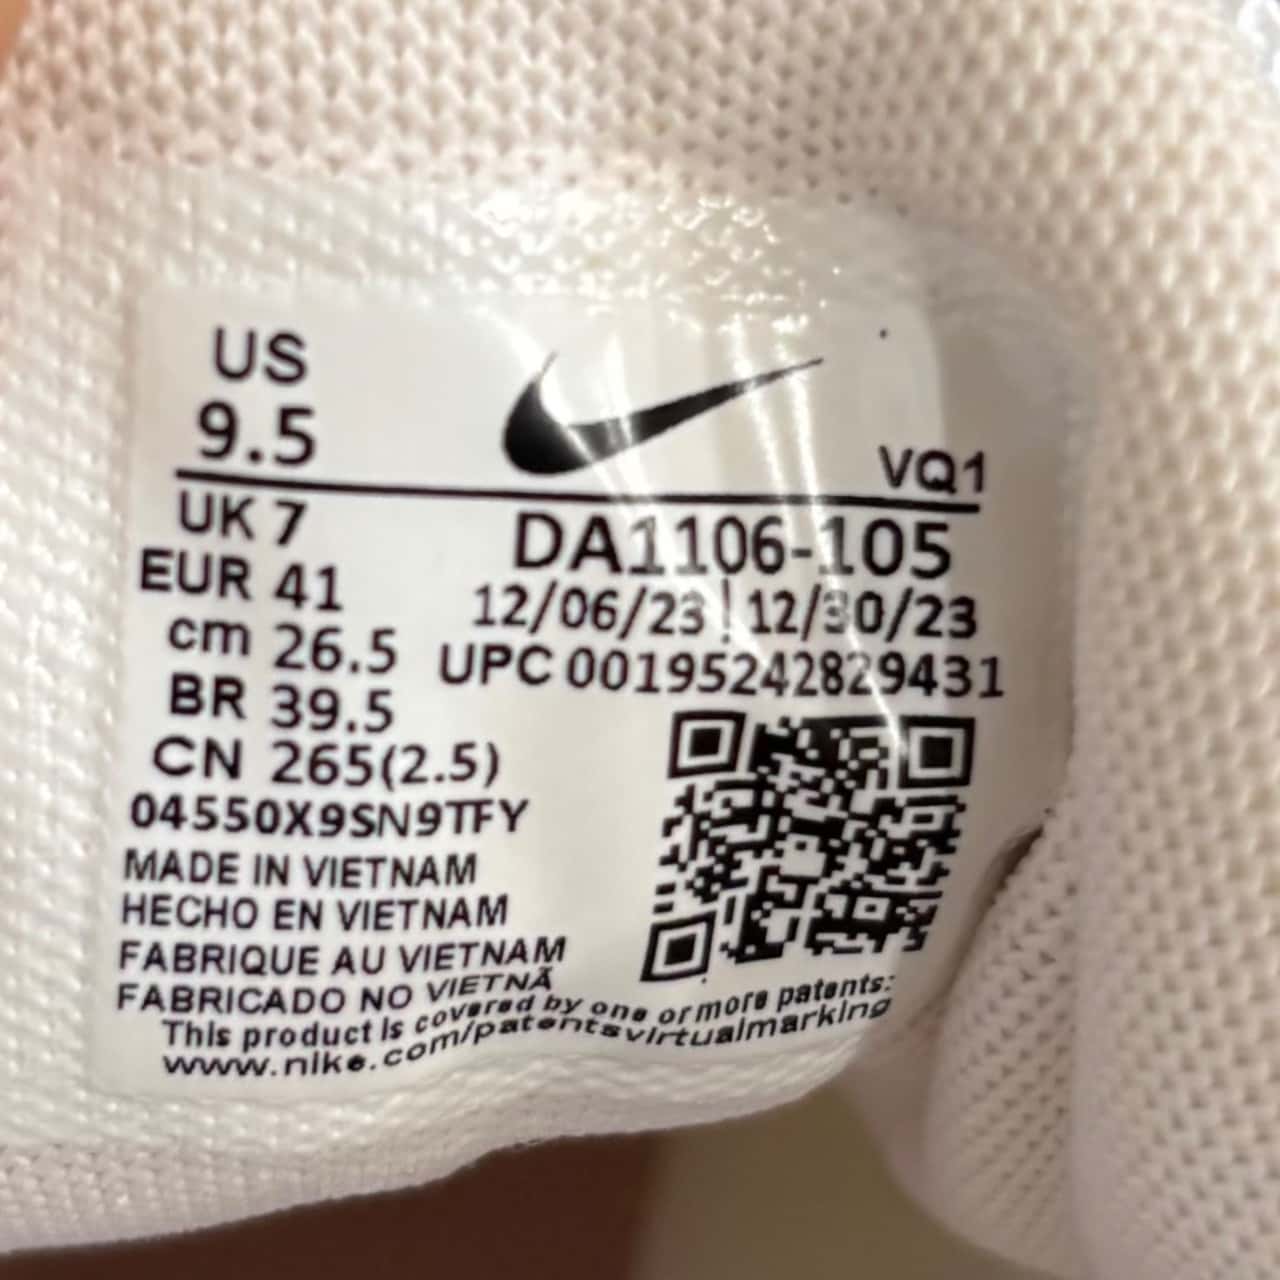 US
9.5
VQ1
UK 7
DA1106-105
EUR 41
12/06/23 | 12/30/23
cm 26.5
UPC 00195242829431
BR 39.5
CN 265(2.5)
04550X9SN9TFY
MADE IN VIETNAM
HECHO EN VIETNAM
FABRIQUE AU VIETNAM
FABRICADO NO VIETNÃ
This product is covered by one or more patents:
www.nike.com/patentsvirtualmarking